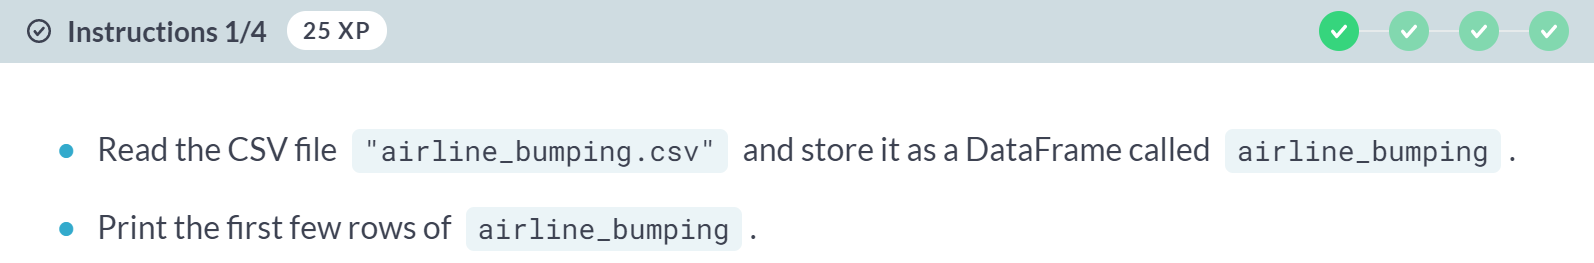 Instructions 1/4 25 XP
Read the CSV file "airline_bumping.csv" and store it as a DataFrame called airline_bumping .
Print the first few rows of airline_bumping .